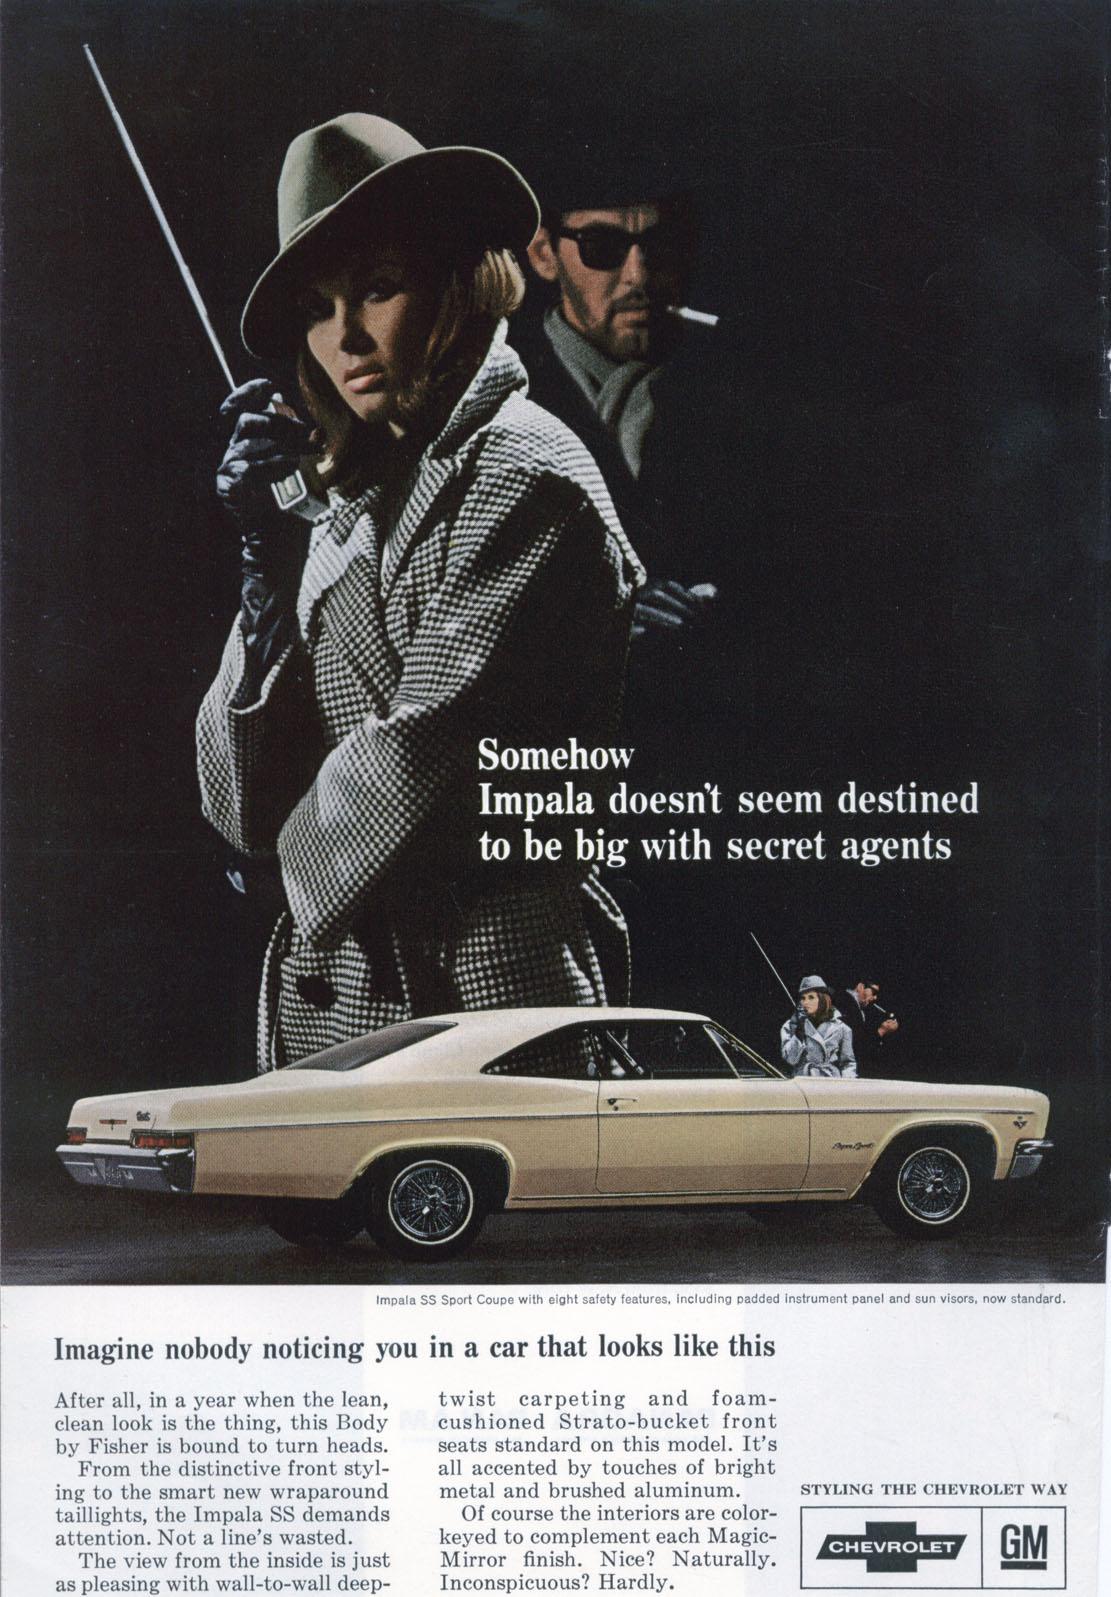 Somehow
Impala doesn't seem destined
to be big with secret agents
Super Sport
Impala SS Sport Coupe with eight safety features, including padded instrument panel and sun visors, now standard.
Imagine nobody noticing you in a car that looks like this
After all, in a year when the lean,
clean look is the thing, this Body
by Fisher is bound to turn heads.
From the distinctive front styl-
ing to the smart new wraparound
taillights, the Impala SS demands
attention. Not a line's wasted.
The view from the inside is just
as pleasing with wall-to-wall deep-
twist carpeting and foam-
cushioned Strato-bucket front
seats standard on this model. It's
all accented by touches of bright
metal and brushed aluminum.
Of course the interiors are color-
keyed to complement each Magic-
Mirror finish. Nice? Naturally.
Inconspicuous? Hardly.
STYLING THE CHEVROLET WAY
CHEVROLET
GM